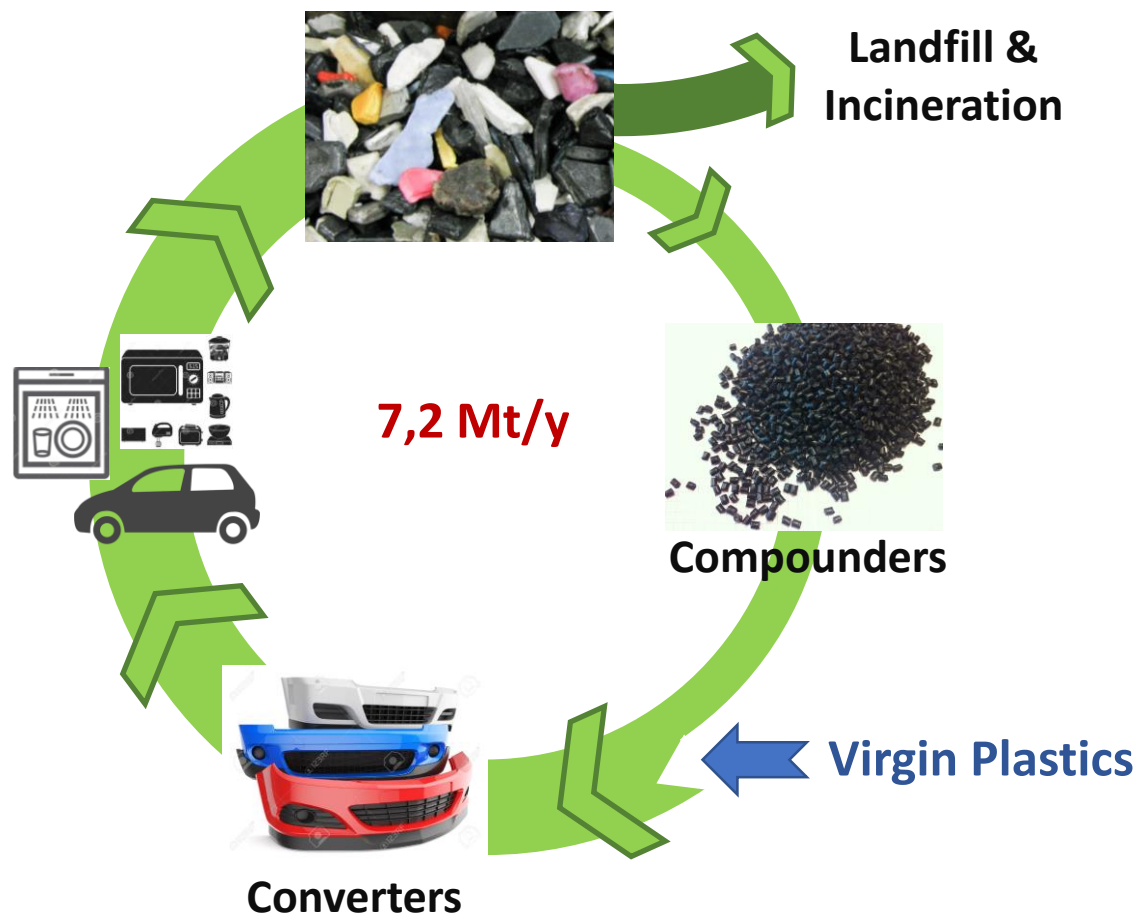 Landfill &
Incineration
7,2 Mt/y
Compounders
Virgin Plastics
Converters